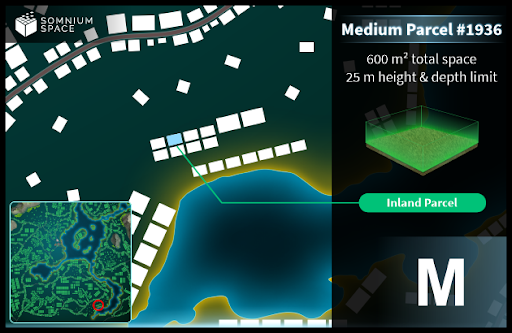 SOMNIUM
SPACE
Medium Parcel #1936
600 m² total space
25 m height & depth limit
Inland Parcel
M